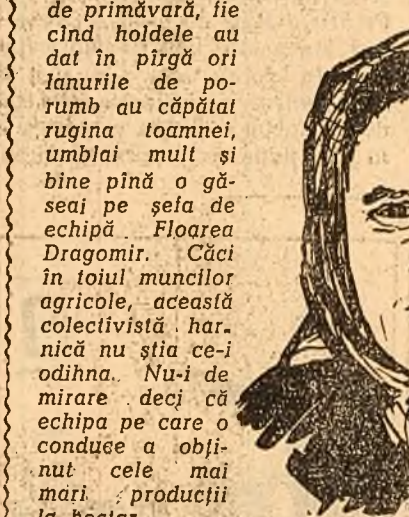 de primăvară, fie
cînd holdele au
dat în pîrgă ori
lanurile de po-
rumb au căpătat
rugina toamnei,
umblai mult și
bine pînă o gă-
seai pe șefa de
echipă Floarea
Dragomir. Căci
în toiul muncilor
agricole, această
colectivistă har-
nică nu știa ce-i
odihna. Nu-i de
mirare deci că
echipa pe care o
conduce a obți-
nut cele mai
mari producții
la hectar